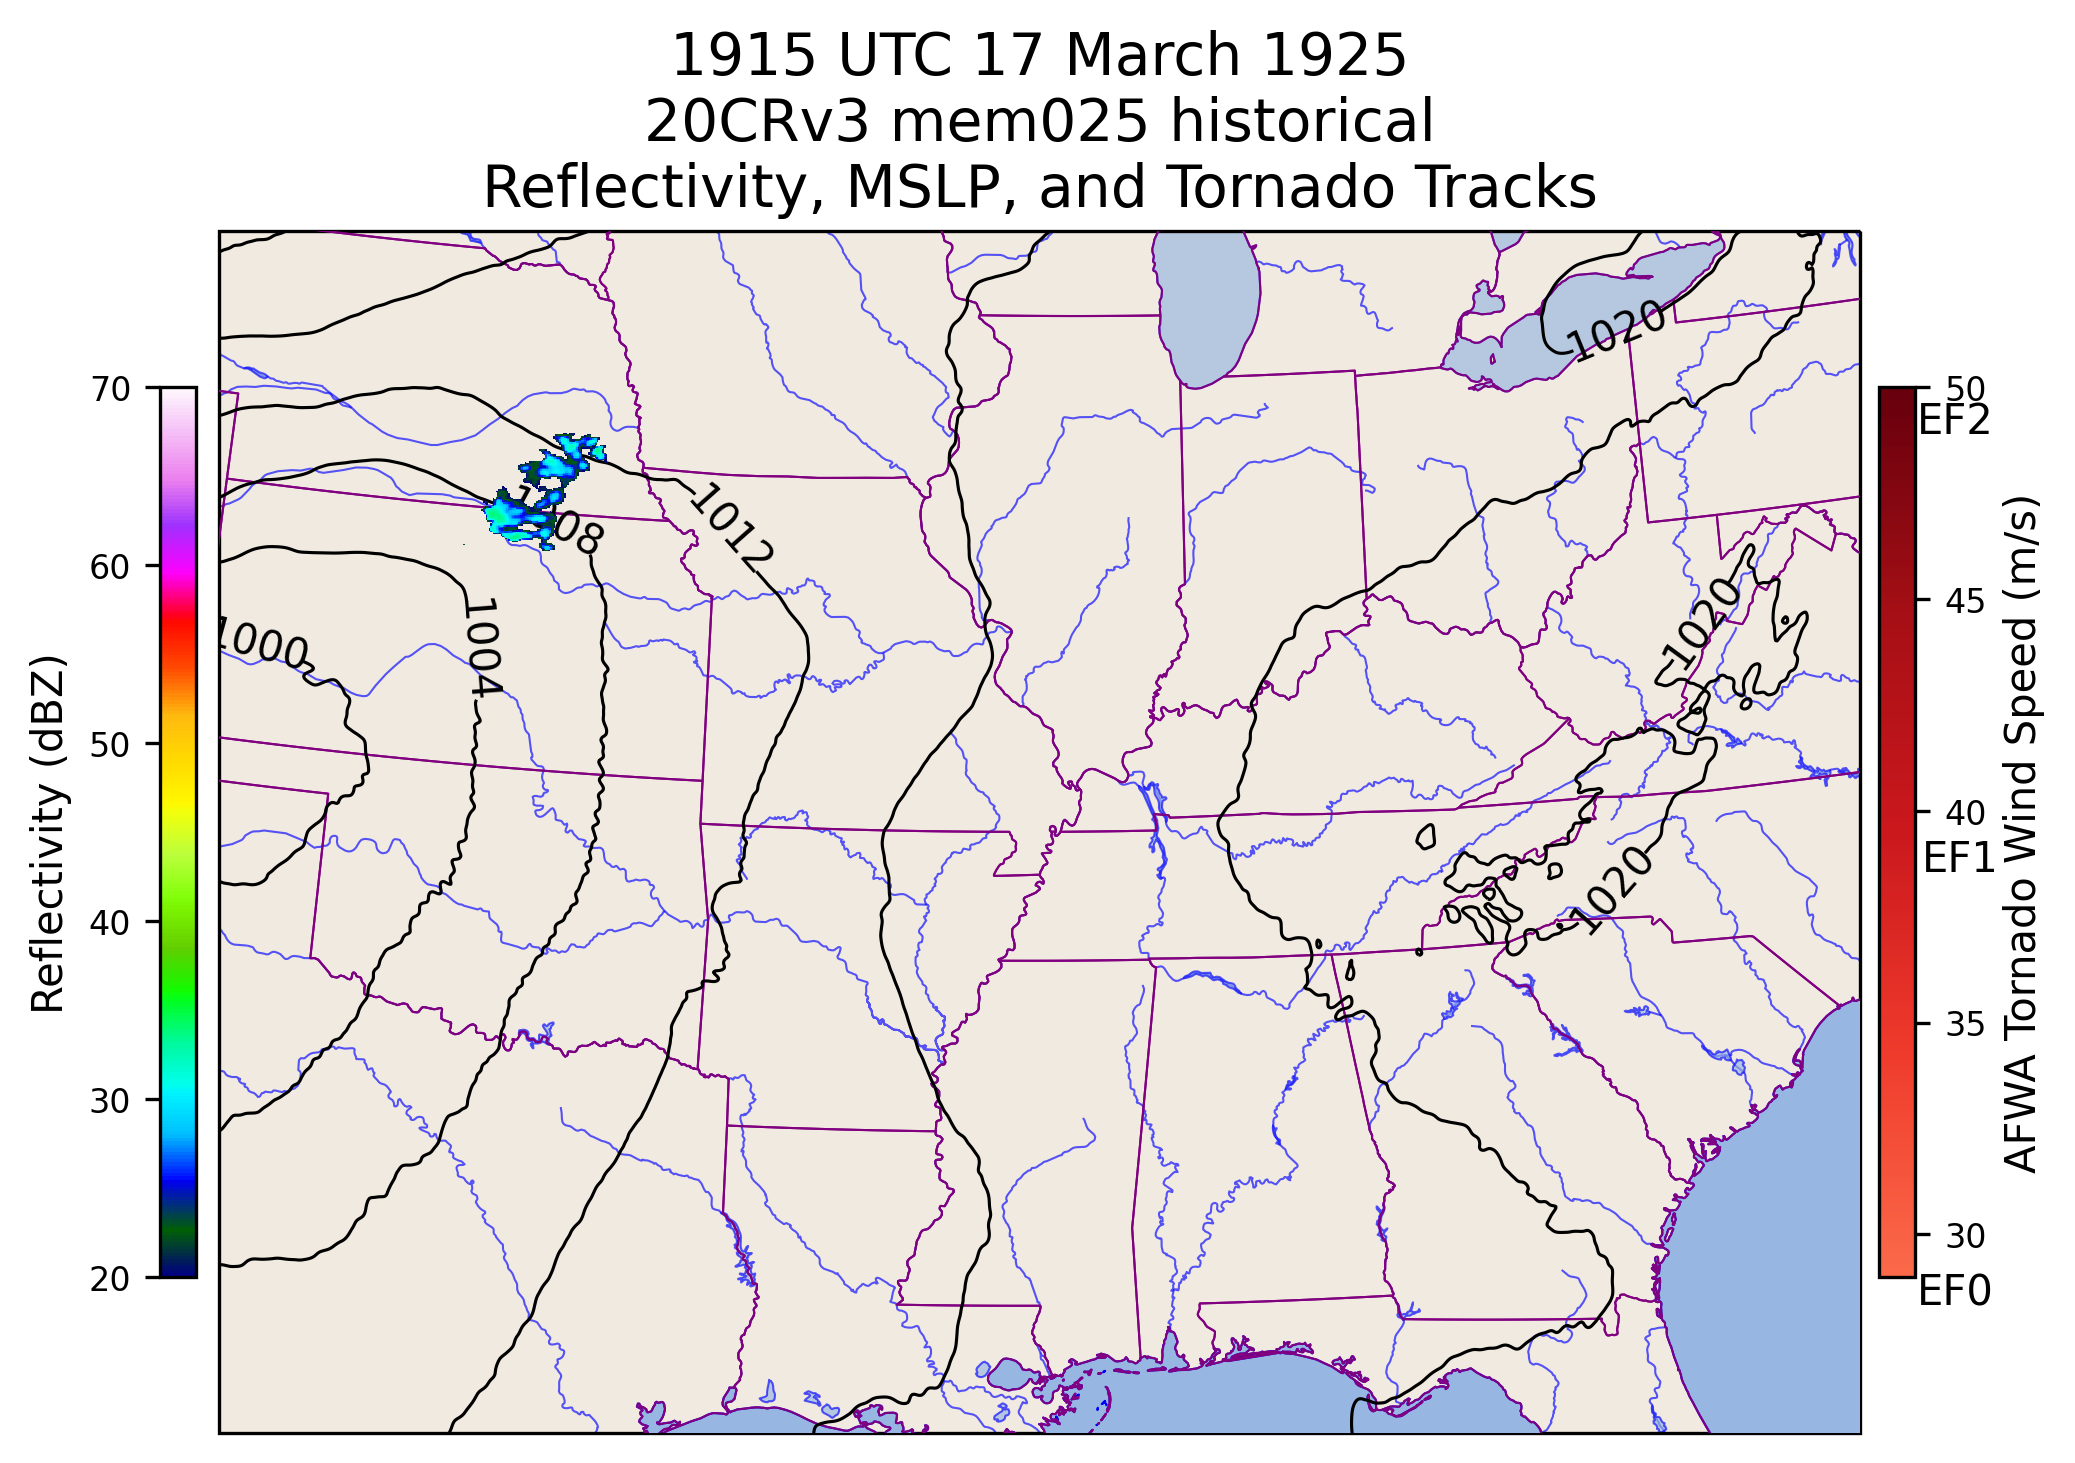 1915 UTC 17 March 1925
20CRv3 mem025 historical
Reflectivity, MSLP, and Tornado Tracks
70
60
50
40
30
20
Reflectivity (dBZ)
1020
1012
1004
1000
1020
1020
50
EF2
45
40
EF1
35
30
EF0
AFWA Tornado Wind Speed (m/s)